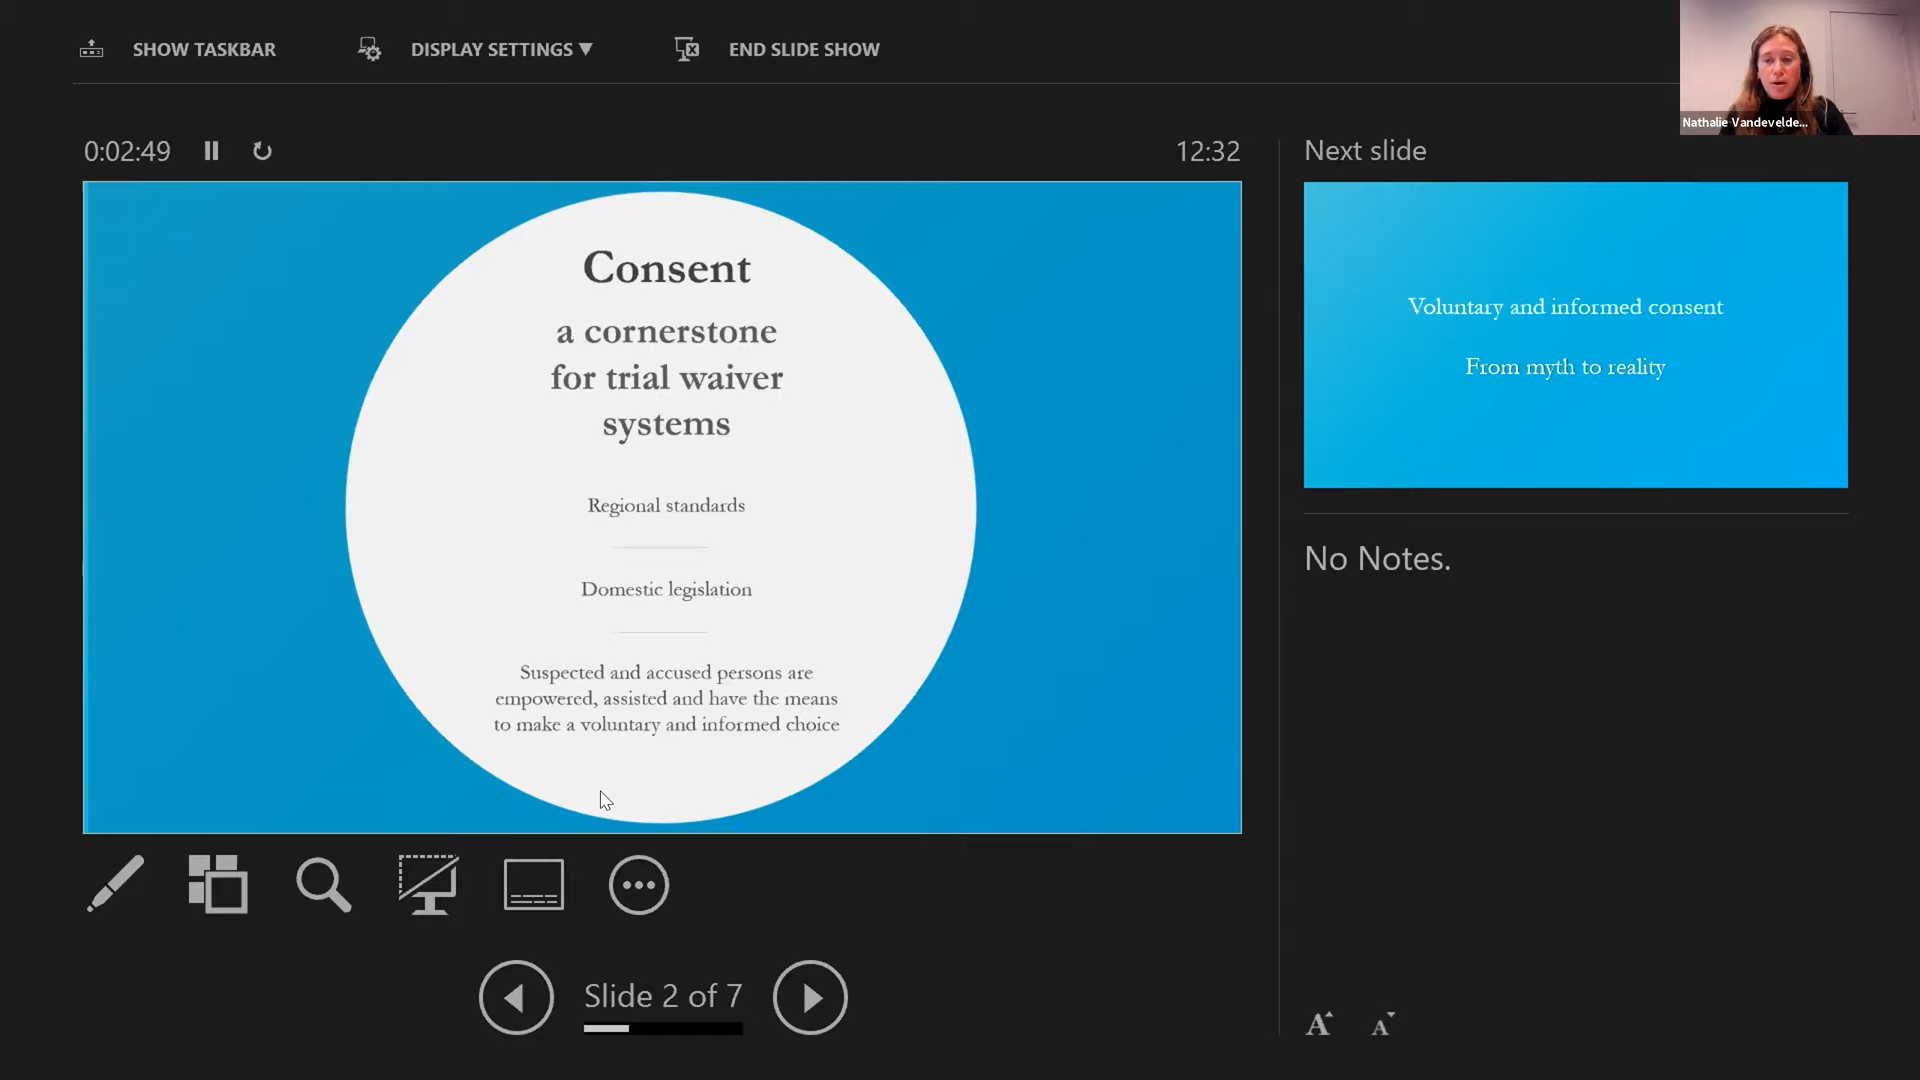 SHOW TASKBAR
DISPLAY SETTINGS ▼
END SLIDE SHOW
Nathalie Vandevelde...
0:02:49
12:32
Next slide
Consent
a cornerstone
for trial waiver
systems
Regional standards
Domestic legislation
Suspected and accused persons are
empowered, assisted and have the means
to make a voluntary and informed choice
Voluntary and informed consent
From myth to reality
No Notes.
Slide 2 of 7
A
A